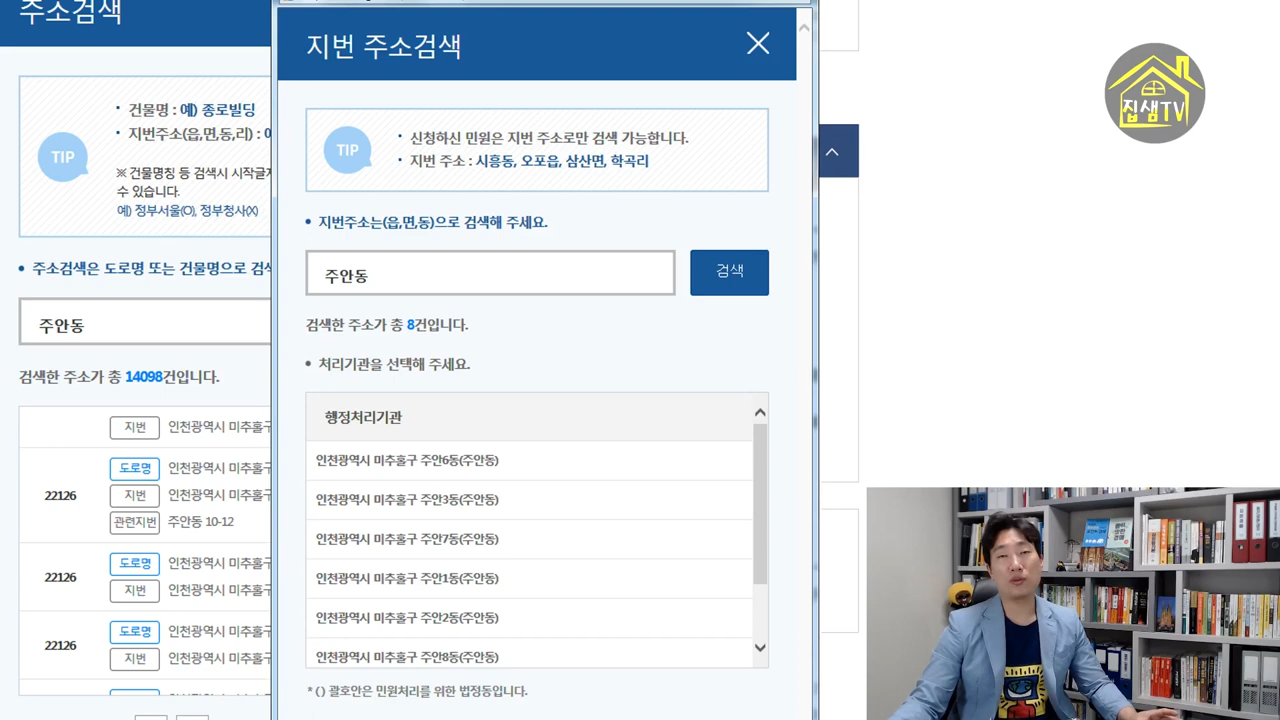 주소검색
TIP
건물명 : 예) 종로빌딩
지번주소(읍,면,동,리) :
※ 건물명칭 등 검색시 시작글
수 있습니다.
예) 정부서울(O), 정부청사(X)
주소검색은 도로명 또는 건물명으로
주안동
검색한 주소가 총 14098건입니다.
지번 인천광역시 미추홀구
도로명 인천광역시 미추홀구
22126 지번 인천광역시 미추홀구
관련지번 주안동 10-12
도로명 인천광역시 미추홀구
22126
지번 인천광역시 미추홀구
도로명 인천광역시 미추홀구
22126
지번 인천광역시 미추홀구
지번 주소검색
TIP
신청하신 민원은 지번 주소로만 검색 가능합니다.
지번 주소 : 시흥동, 오포읍, 삼산면, 학곡리
지번주소는(읍,면,동)으로 검색해 주세요.
주안동 검색
검색한 주소가 총 8건입니다.
처리기관을 선택해 주세요.
행정처리기관
인천광역시 미추홀구 주안6동(주안동)
인천광역시 미추홀구 주안3동(주안동)
인천광역시 미추홀구 주안7동(주안동)
인천광역시 미추홀구 주안1동(주안동)
인천광역시 미추홀구 주안2동(주안동)
인천광역시 미추홀구 주안8동(주안동)
* ( ) 괄호안은 민원처리를 위한 법정동입니다.
집샘TV